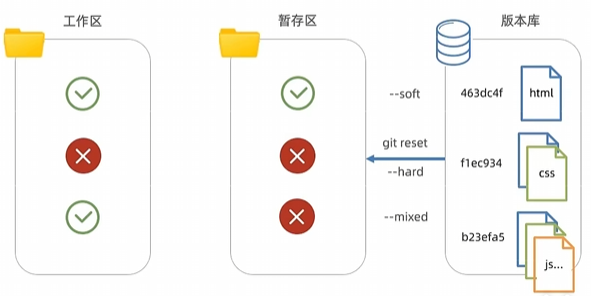 工作区
暂存区
版本库
--soft
463dc4f
html
git reset
--hard
f1ec934
css
--mixed
b23efa5
js...